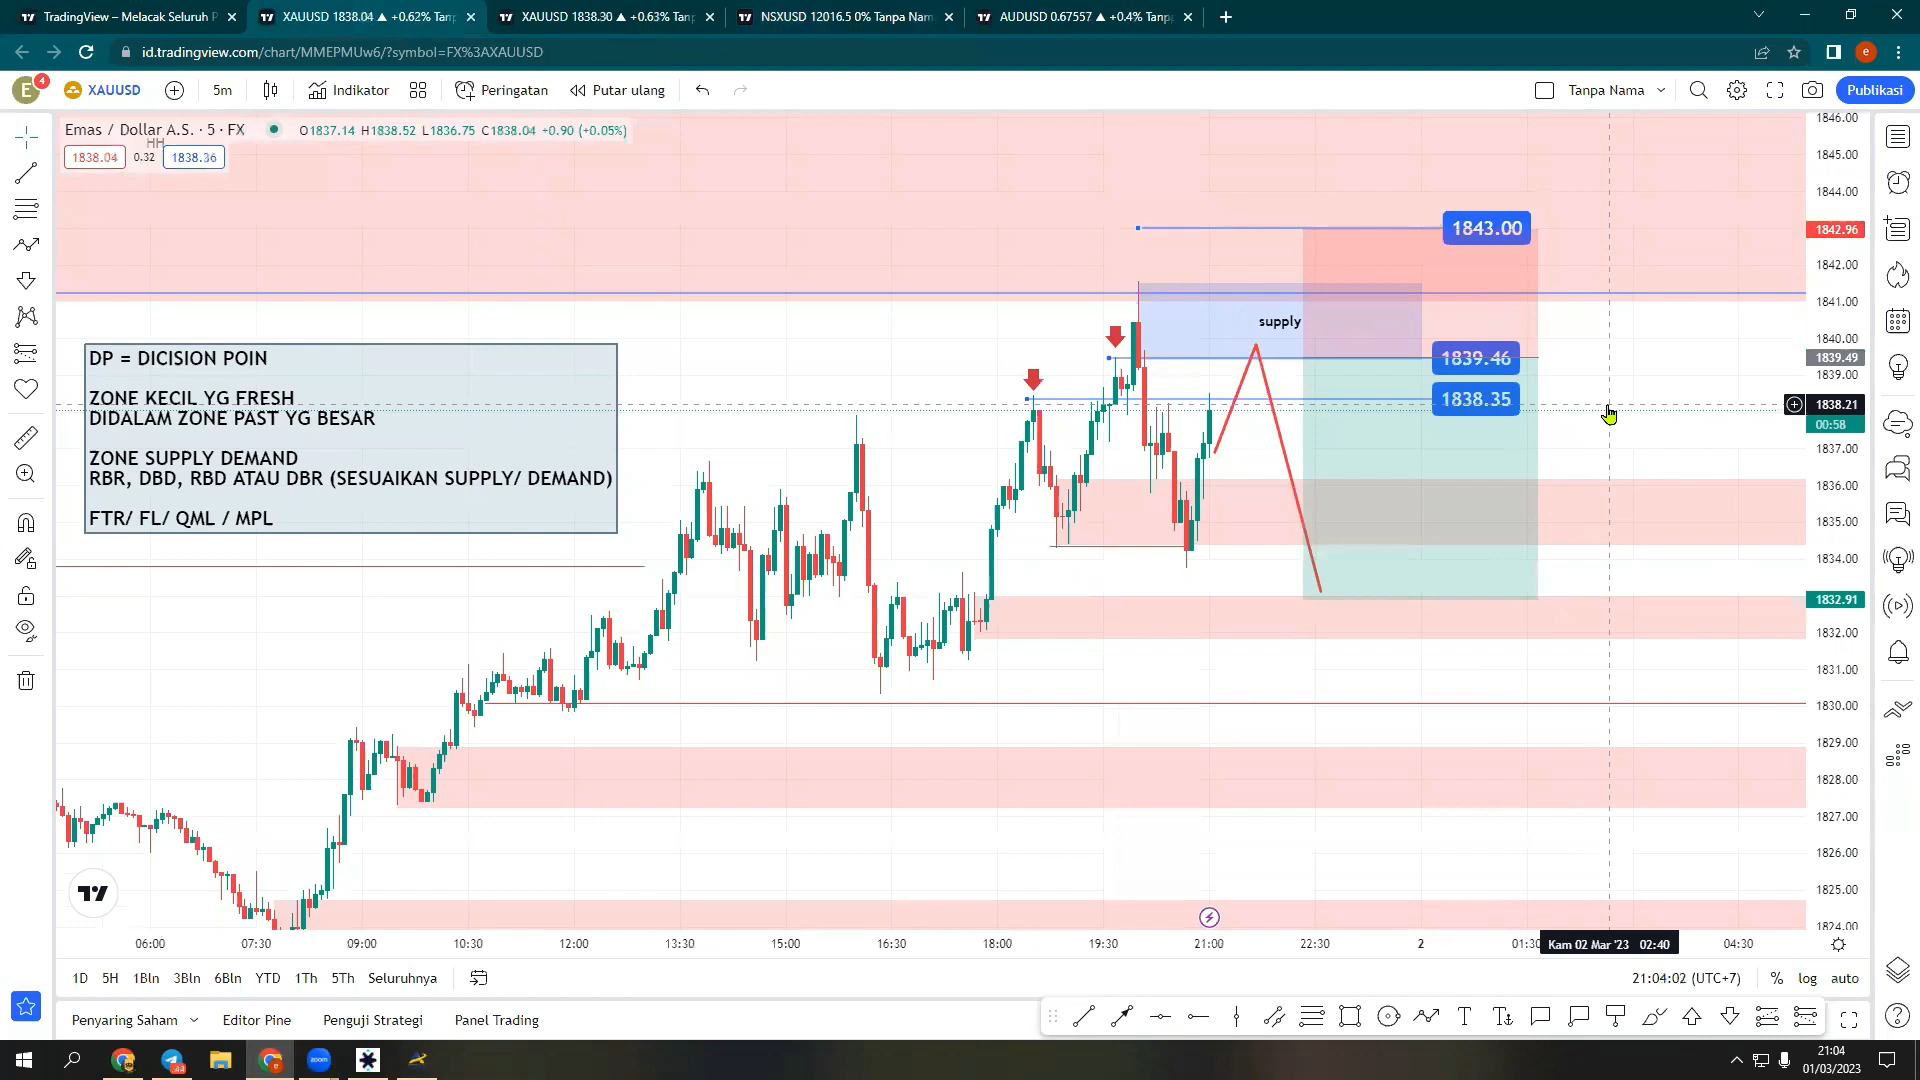 TradingView — Melacak Seluruh P
XAUUSD 1838.04 ▲ +0.62% Tanp
XAUUSD 1838.30 ▲ +0.63% Tanp
NSXUSD 12016.5 0% Tanpa Nam
AUDUSD 0.67557 ▲ +0.4% Tanp
id.tradingview.com/chart/MMEPMUw6/?symbol=FX%3AXAUUSD
e
E
4
XAUUSD
5m
Indikator
Peringatan
Putar ulang
Tanpa Nama
Publikasi
Emas / Dollar A.S. · 5 · FX
O1837.14 H1838.52 L1836.75 C1838.04 +0.90 (+0.05%)
HH
1838.04
0.32
1838.36
DP = DICISION POIN
ZONE KECIL YG FRESH
DIDALAM ZONE PAST YG BESAR
ZONE SUPPLY DEMAND
RBR, DBD, RBD ATAU DBR (SESUAIKAN SUPPLY/ DEMAND)
FTR/ FL/ QML / MPL
1843.00
supply
1839.46
1838.35
1846.00
1845.00
1844.00
1842.96
1842.00
1841.00
1840.00
1839.49
1839.00
1838.21
00:58
1837.00
1836.00
1835.00
1834.00
1832.91
1832.00
1831.00
1830.00
1829.00
1828.00
1827.00
1826.00
1825.00
1824.00
06:00
07:30
09:00
10:30
12:00
13:30
15:00
16:30
18:00
19:30
21:00
22:30
2
01:30
Kam 02 Mar '23 02:40
04:30
1D
5H
1Bln
3Bln
6Bln
YTD
1Th
5Th
Seluruhnya
21:04:02 (UTC+7)
%
log
auto
Penyaring Saham
Editor Pine
Penguji Strategi
Panel Trading
zoom
21:04
01/03/2023